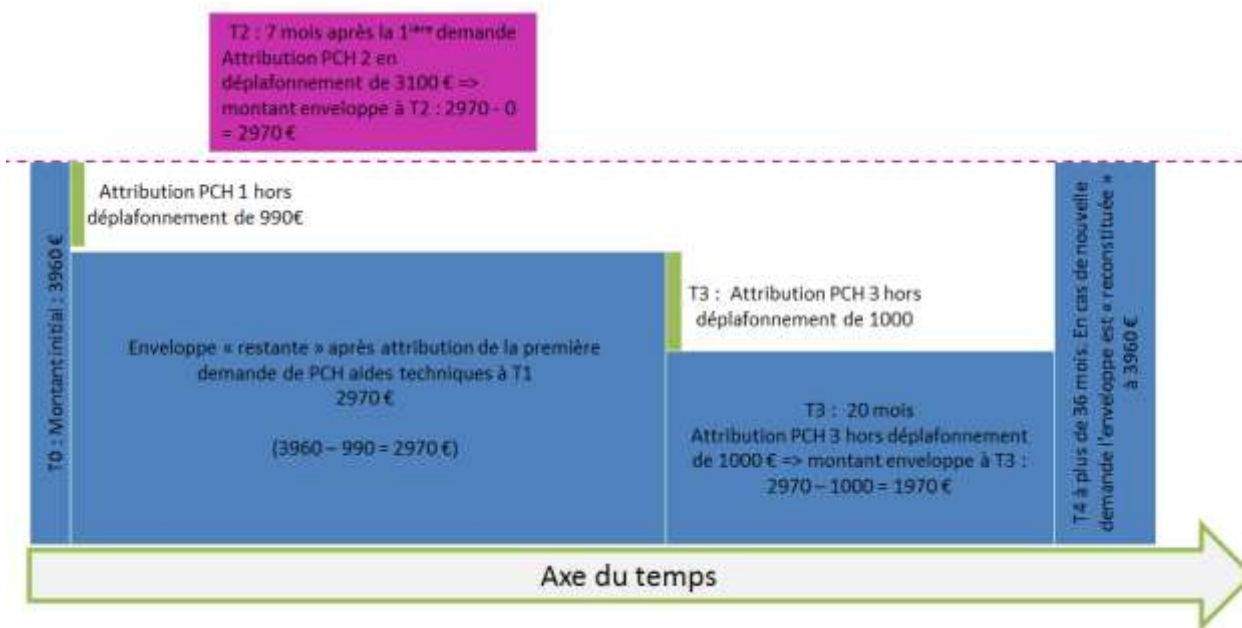 T2 : 7 mois après la 1ière demande
Attribution PCH 2 en
déplafonnement de 3100 € =>
montant enveloppe à T2 : 2970 - 0
= 2970 €
T0 : Montant initial : 3960 €
Attribution PCH 1 hors
déplafonnement de 990€
Enveloppe « restante » après attribution de la première
demande de PCH aides techniques à T1
2970 €
(3960 – 990 = 2970 €)
T3 : Attribution PCH 3 hors
déplafonnement de 1000
T3 : 20 mois
Attribution PCH 3 hors déplafonnement
de 1000 € => montant enveloppe à T3 :
2970 – 1000 = 1970 €
T4 à plus de 36 mois. En cas de nouvelle
demande l'enveloppe est « reconstituée »
à 3960 €
Axe du temps